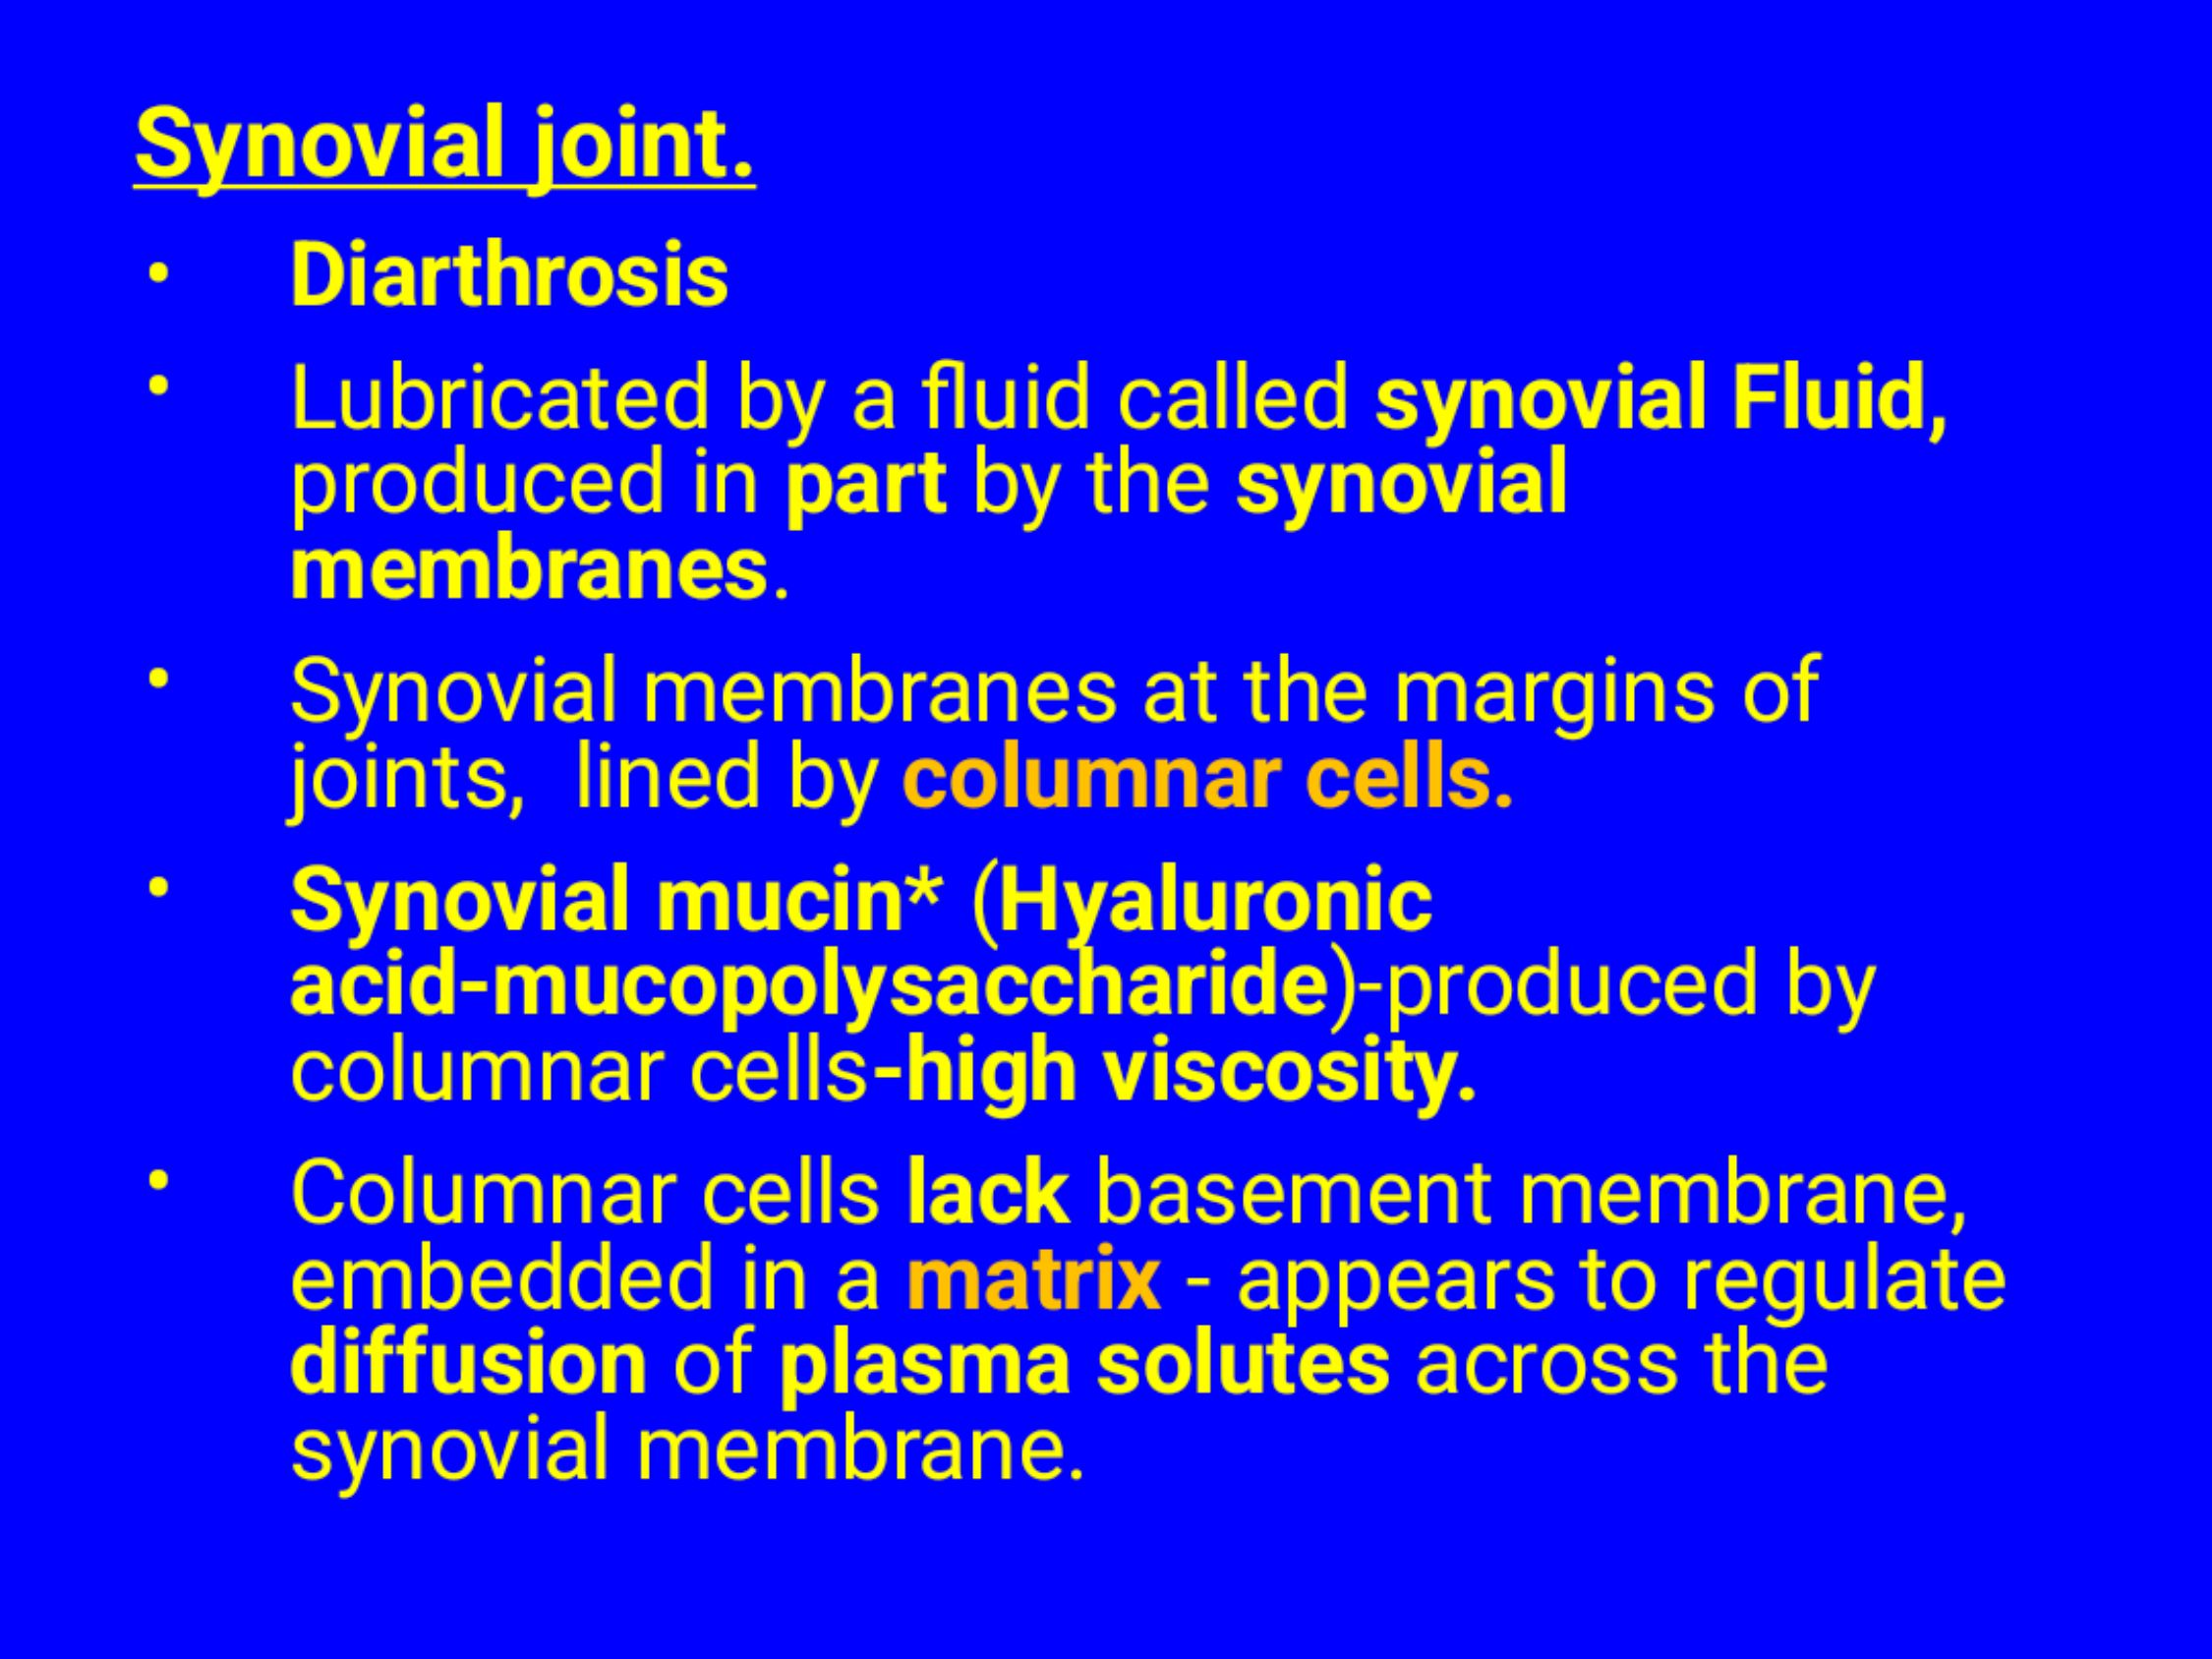 Synovial joint.
• Diarthrosis
• Lubricated by a fluid called synovial Fluid,
produced in part by the synovial
membranes.
• Synovial membranes at the margins of
joints,  lined by columnar cells.
• Synovial mucin* (Hyaluronic
acid-mucopolysaccharide)-produced by
columnar cells-high viscosity.
• Columnar cells lack basement membrane,
embedded in a matrix - appears to regulate
diffusion of plasma solutes across the
synovial membrane.